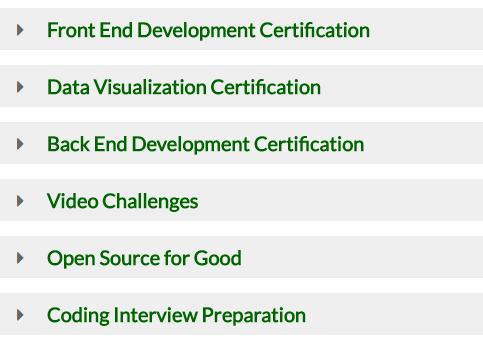 Front End Development Certification
Data Visualization Certification
Back End Development Certification
Video Challenges
Open Source for Good
Coding Interview Preparation